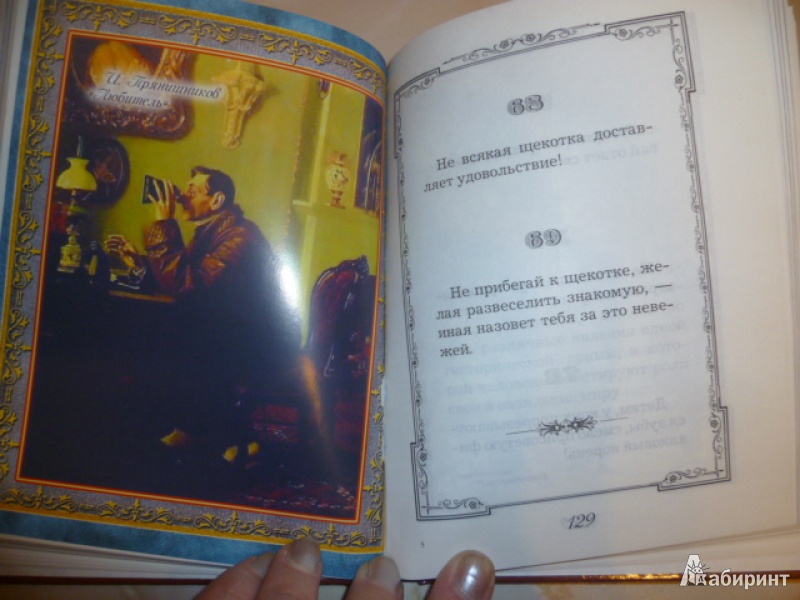 И. Прянишников
"Любитель"
68
Не всякая щекотка достав-
ляет удовольствие!
69
Не прибегай к щекотке, же-
лая развеселить знакомую, —
иная назовет тебя за это неве-
жей.
129
5
Лабиринт